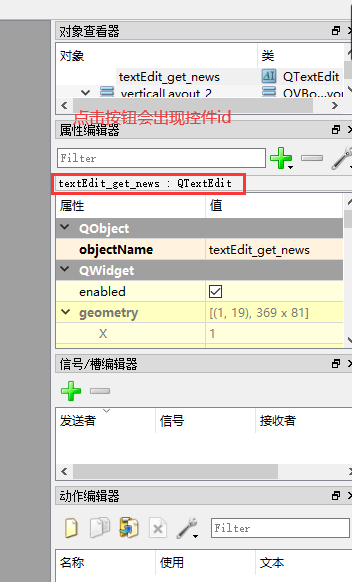 对象查看器
对象 类
textEdit_get_news QTextEdit
verticalLayout_2 QVBo...you
点击按钮会出现控件id
属性编辑器
Filter
textEdit_get_news : QTextEdit
属性 值
QObject
objectName textEdit_get_news
QWidget
enabled
geometry [(1, 19), 369 x 81]
X 1
信号/槽编辑器
发送者 信号 接收者
动作编辑器
Filter
名称 使用 文本